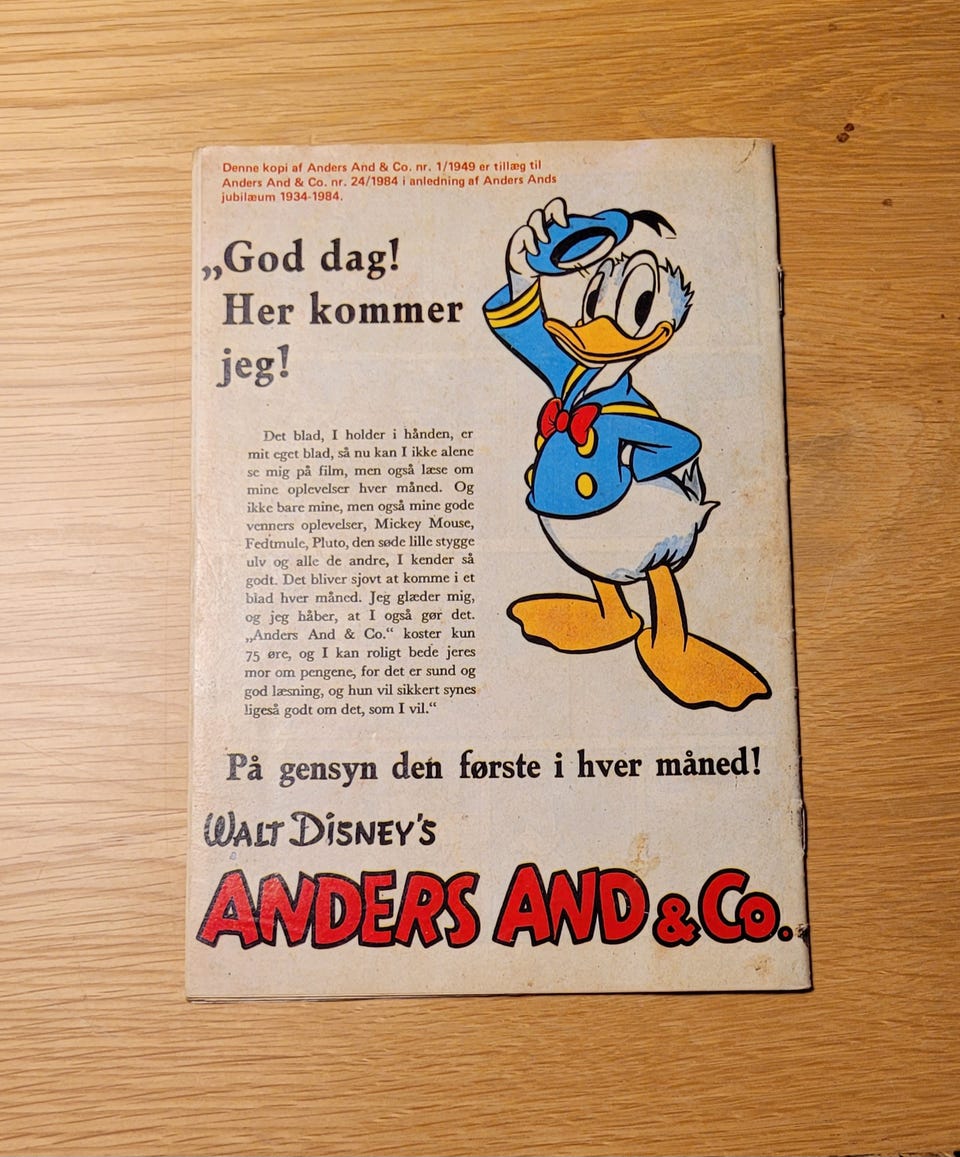 Denne kopi af Anders And & Co. nr. 1/1949 er tillæg til
Anders And & Co. nr. 24/1984 i anledning af Anders Ands
jubilæum 1934-1984.
„God dag!
Her kommer
jeg!
Det blad, I holder i hånden, er
mit eget blad, så nu kan I ikke alene
se mig på film, men også læse om
mine oplevelser hver måned. Og
ikke bare mine, men også mine gode
venners oplevelser, Mickey Mouse,
Fedtmule, Pluto, den søde lille stygge
ulv og alle de andre, I kender så
godt. Det bliver sjovt at komme i et
blad hver måned. Jeg glæder mig,
og jeg håber, at I også gør det.
„Anders And & Co.“ koster kun
75 øre, og I kan roligt bede jeres
mor om pengene, for det er sund og
god læsning, og hun vil sikkert synes
ligeså godt om det, som I vil.“
På gensyn den første i hver måned!
WALT DISNEY'S
ANDERS AND & Co.